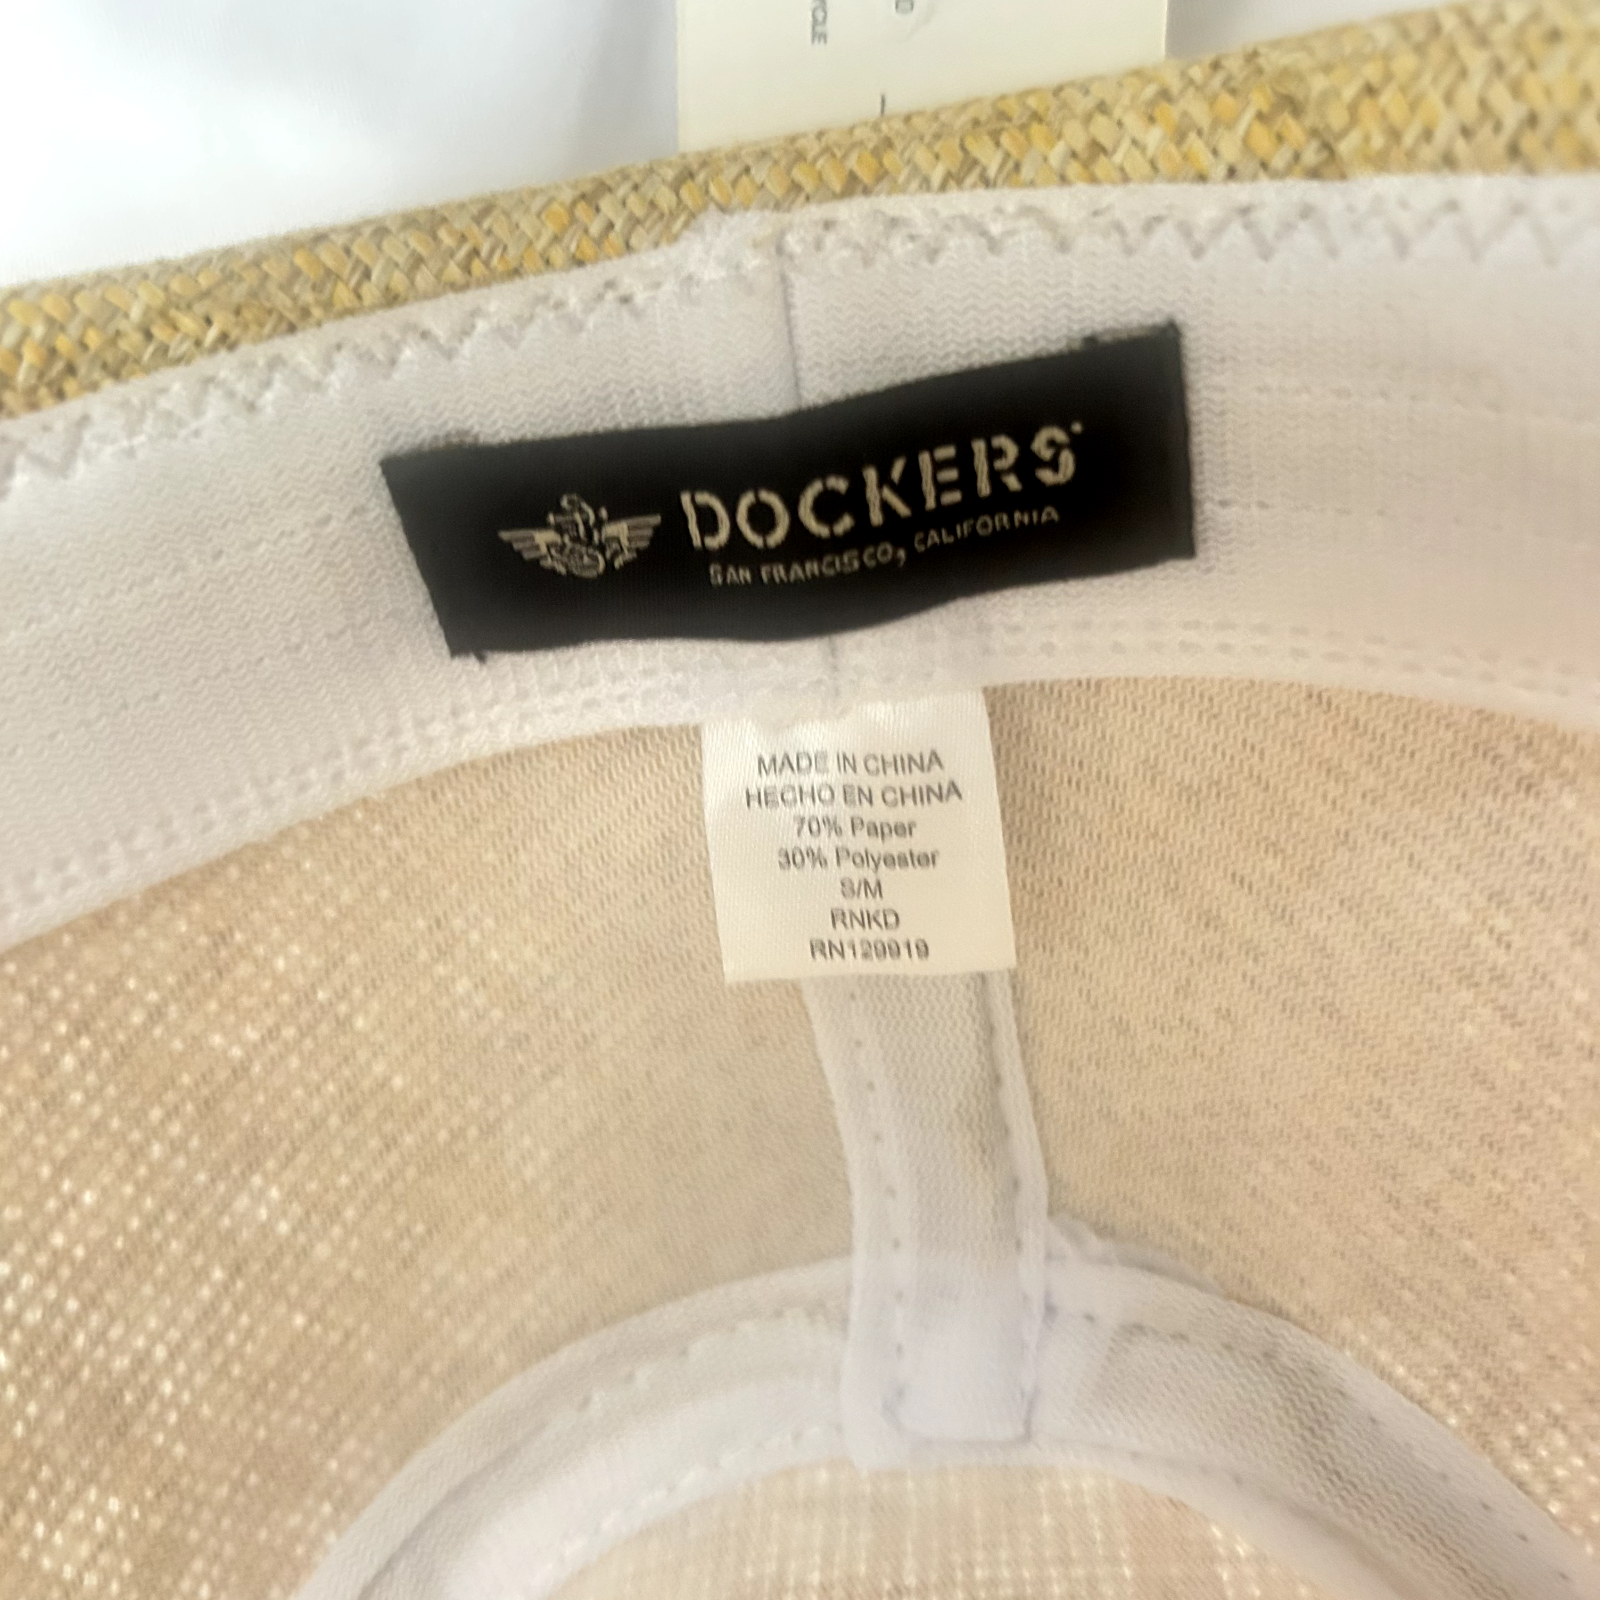 DOCKERS
SAN FRANCISCO, CALIFORNIA
MADE IN CHINA
HECHO EN CHINA
70% Paper
30% Polyester
S/M
RNKD
RN129919